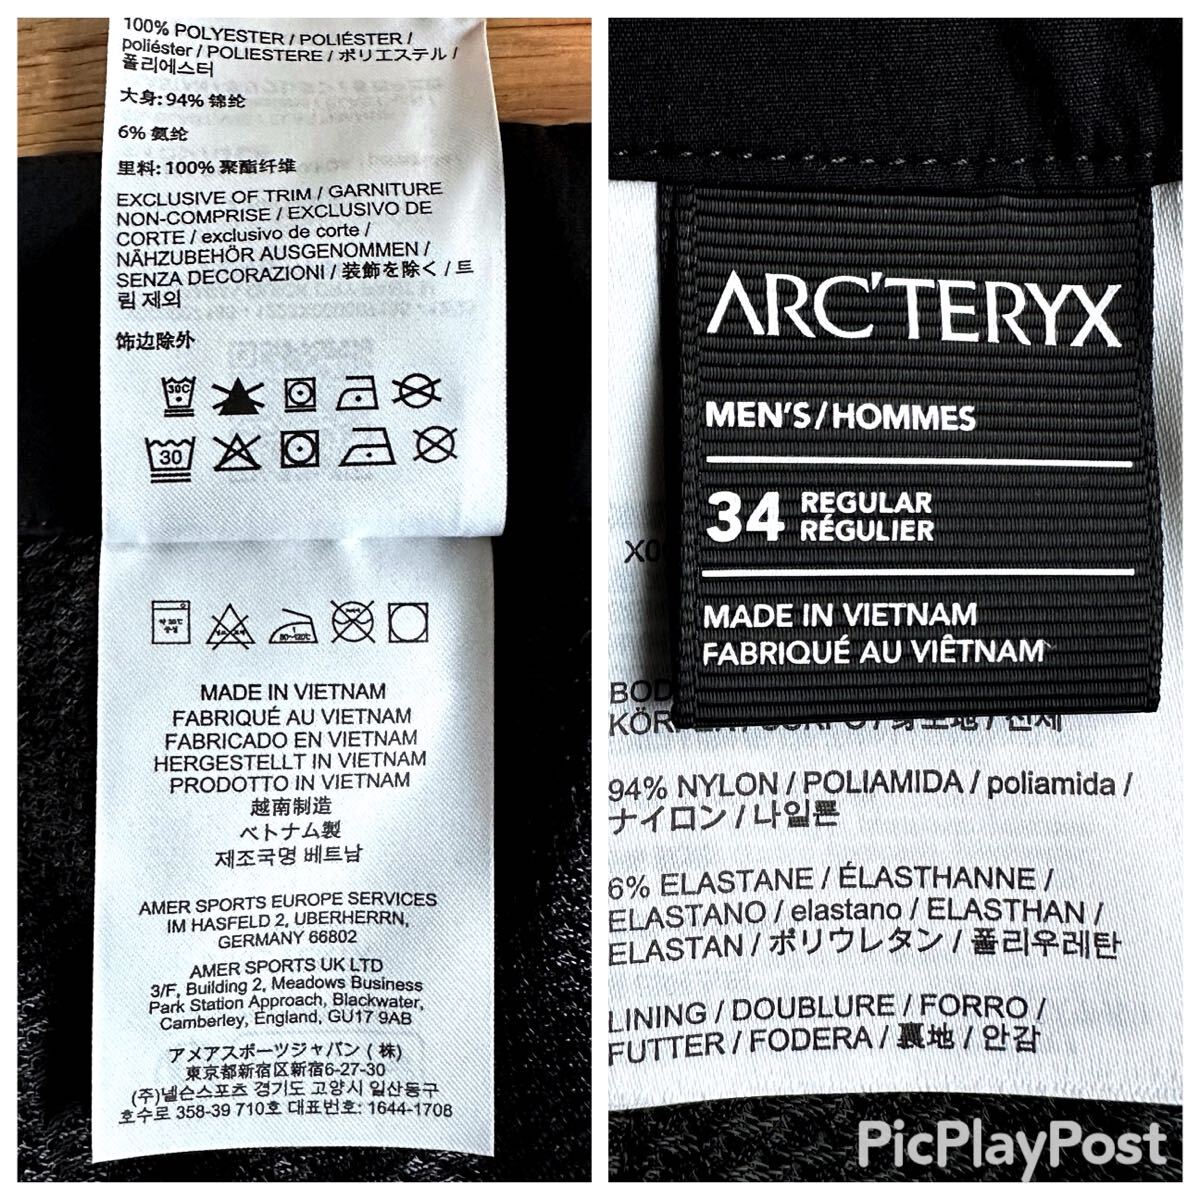 100% POLYESTER / POLIÉSTER /
poliéster / POLIESTERE / ポリエステル /
폴리에스터
大身: 94% 锦纶
6% 氨纶
里料: 100% 聚酯纤维
EXCLUSIVE OF TRIM / GARNITURE
NON-COMPRISE / EXCLUSIVO DE
CORTE / exclusivo de corte /
NÄHZUBEHÖR AUSGENOMMEN /
SENZA DECORAZIONI / 装飾を除く / 트
림 제외
饰边除外
30C
30
약 30℃
중성
80~120℃
MADE IN VIETNAM
FABRIQUÉ AU VIETNAM
FABRICADO EN VIETNAM
HERGESTELLT IN VIETNAM
PRODOTTO IN VIETNAM
越南制造
ベトナム製
제조국명 베트남
AMER SPORTS EUROPE SERVICES
IM HASFELD 2, UBERHERRN,
GERMANY 66802
AMER SPORTS UK LTD
3/F, Building 2, Meadows Business
Park Station Approach, Blackwater,
Camberley, England, GU17 9AB
アメアスポーツジャパン ( 株)
東京都新宿区新宿6-27-30
(주)넬슨스포츠 경기도 고양시 일산동구
호수로 358-39 710호 대표번호: 1644-1708
ARC'TERYX
MEN'S/HOMMES
34 REGULAR
RÉGULIER
MADE IN VIETNAM
FABRIQUÉ AU VIÊTNAM
X0
94% NYLON / POLIAMIDA / poliamida /
ナイロン / 나일론
6% ELASTANE / ÉLASTHANNE /
ELASTANO / elastano / ELASTHAN /
ELASTAN / ポリウレタン / 폴리우레탄
LINING / DOUBLURE / FORRO /
FUTTER / FODERA / 裏地 / 안감
PicPlayPost